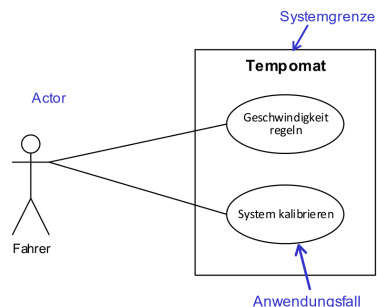 Systemgrenze
Tempomat
Actor
Geschwindigkeit
regeln
System kalibrieren
Fahrer
Anwendungsfall